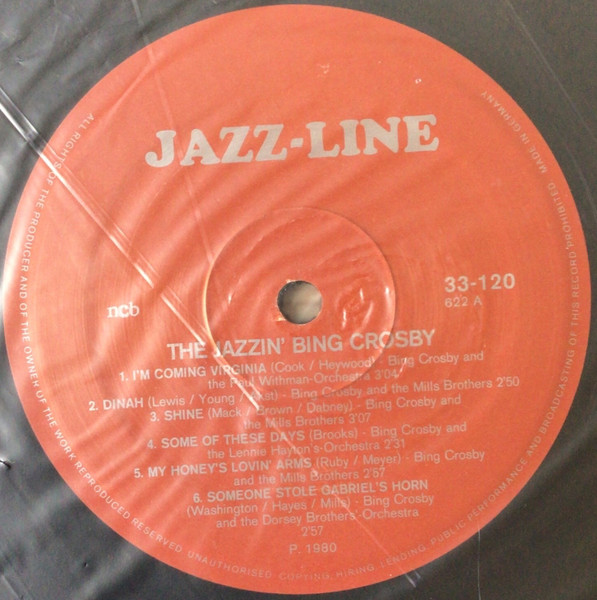 JAZZ-LINE
33-120
622 A
ncb
THE JAZZIN' BING CROSBY
1. I'M COMING VIRGINIA (Cook / Heywood) - Bing Crosby and
the Paul Withman-Orchestra 3'04
2. DINAH (Lewis / Young / Akst) - Bing Crosby and the Mills Brothers 2'50
3. SHINE (Mack / Brown / Dabney) - Bing Crosby and
the Mills Brothers 3'07
4. SOME OF THESE DAYS (Brooks) - Bing Crosby and
the Lennie Hayton's-Orchestra 2'31
5. MY HONEY'S LOVIN' ARMS (Ruby / Meyer) - Bing Crosby
and the Mills Brothers 2'57
6. SOMEONE STOLE GABRIEL'S HORN
(Washington / Hayes / Mills) - Bing Crosby
and the Dorsey Brothers'-Orchestra
2'57
P. 1980
ALL RIGHTS OF THE PRODUCER AND OF THE OWNER OF THE WORK REPRODUCED RESERVED. UNAUTHORISED COPYING, HIRING, LENDING, PUBLIC PERFORMANCE AND BROADCASTING OF THIS RECORD PROHIBITED. MADE IN GERMANY